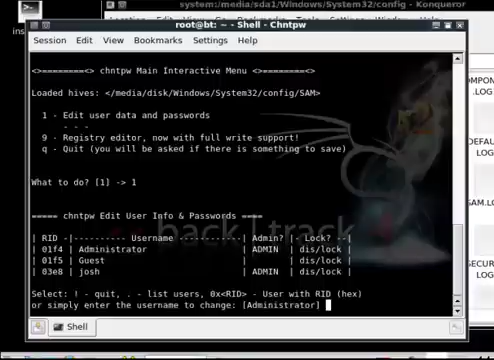 system:/media/sda1/Windows/System32/config - Konqueror
root@bt: ~ - Shell - Chntpw
Session Edit View Bookmarks Settings Help
<>========<> chntpw Main Interactive Menu <>========<>
Loaded hives: </media/disk/Windows/System32/config/SAM>
1 - Edit user data and passwords
- - -
9 - Registry editor, now with full write support!
q - Quit (you will be asked if there is something to save)
What to do? [1] -> 1
===== chntpw Edit User Info & Passwords ====
| RID -|---------- Username ------------| Admin? |- Lock? --|
| 01f4 | Administrator | ADMIN | dis/lock |
| 01f5 | Guest | | dis/lock |
| 03e8 | josh | ADMIN | dis/lock |
Select: ! - quit, . - list users, 0x<RID> - User with RID (hex)
or simply enter the username to change: [Administrator]
back | track
Shell
.LOG
SAM.LOG